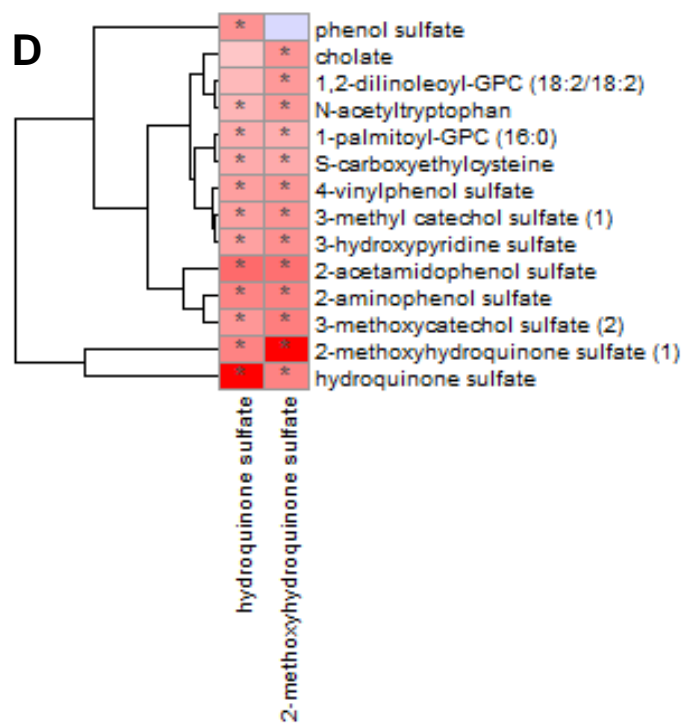 D
* phenol sulfate
* cholate
* 1,2-dilinoleoyl-GPC (18:2/18:2)
* * N-acetyltryptophan
* * 1-palmitoyl-GPC (16:0)
* * S-carboxyethylcysteine
* * 4-vinylphenol sulfate
* * 3-methyl catechol sulfate (1)
* * 3-hydroxypyridine sulfate
* * 2-acetamidophenol sulfate
* * 2-aminophenol sulfate
* * 3-methoxycatechol sulfate (2)
* * 2-methoxyhydroquinone sulfate (1)
* * hydroquinone sulfate
hydroquinone sulfate
2-methoxyhydroquinone sulfate